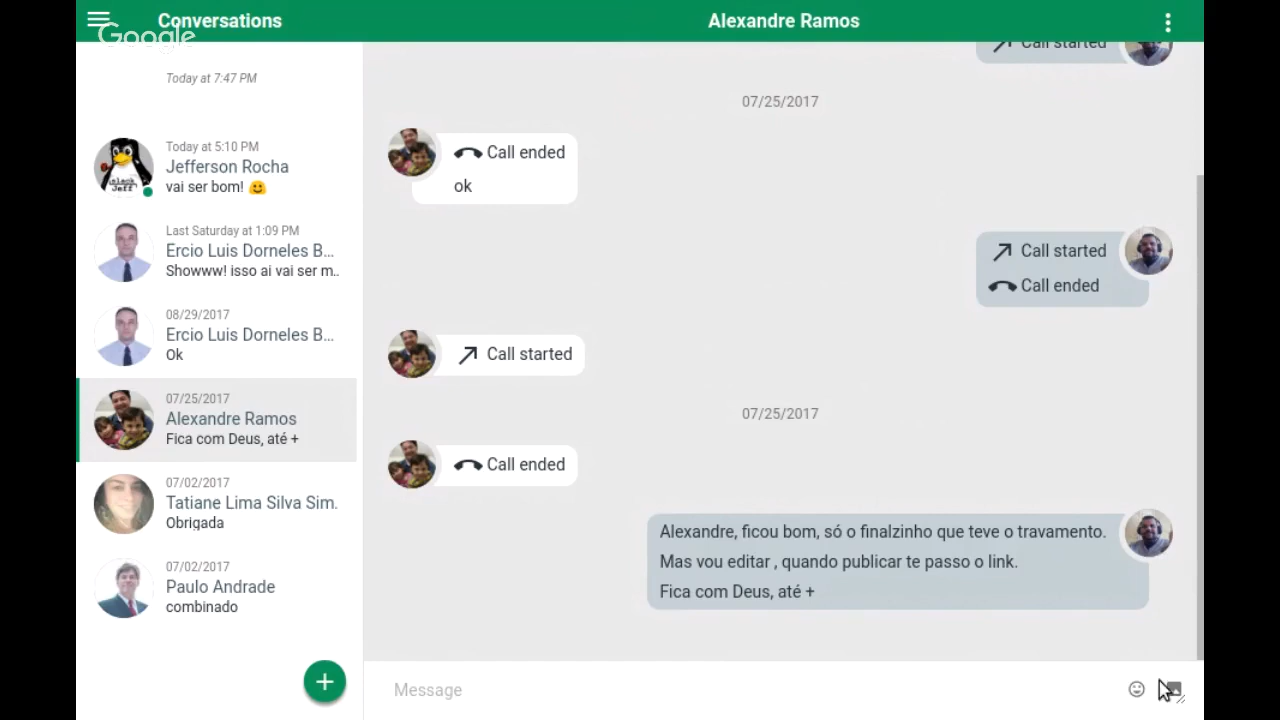 Conversations
Google
Today at 7:47 PM
Today at 5:10 PM
Jefferson Rocha
vai ser bom! 😃
Last Saturday at 1:09 PM
Ercio Luis Dorneles B...
Showww! isso ai vai ser m..
08/29/2017
Ercio Luis Dorneles B...
Ok
07/25/2017
Alexandre Ramos
Fica com Deus, até +
07/02/2017
Tatiane Lima Silva Sim.
Obrigada
07/02/2017
Paulo Andrade
combinado
+
Alexandre Ramos
Call started
07/25/2017
Call ended
ok
Call started
Call ended
Call started
07/25/2017
Call ended
Alexandre, ficou bom, só o finalzinho que teve o travamento.
Mas vou editar , quando publicar te passo o link.
Fica com Deus, até +
Message